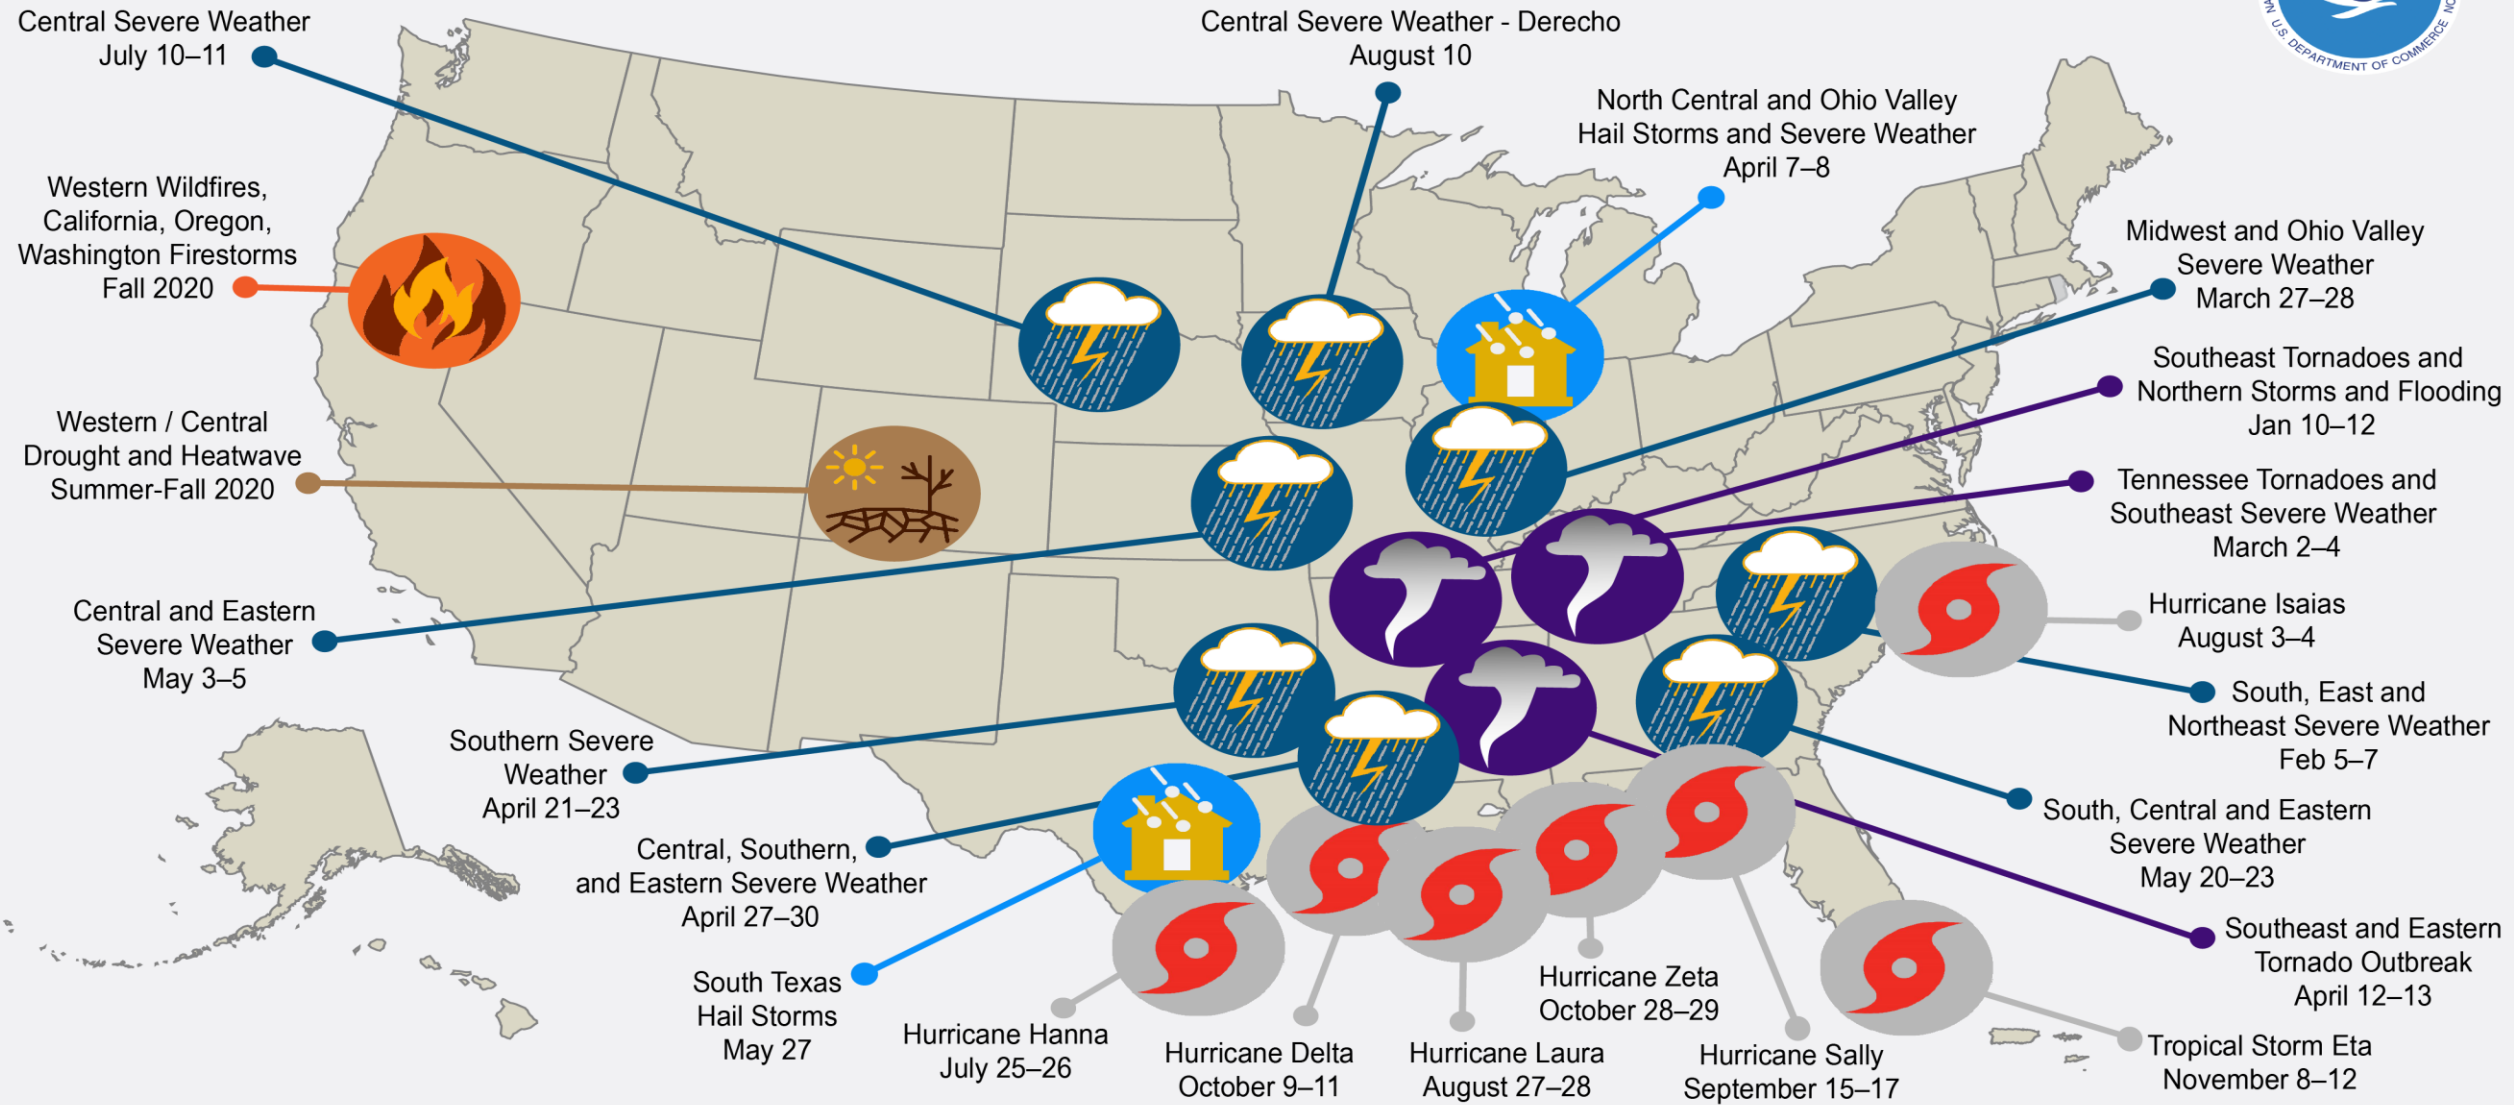 Central Severe Weather
July 10–11
Central Severe Weather - Derecho
August 10
U.S. DEPARTMENT OF COMMERCE
North Central and Ohio Valley
Hail Storms and Severe Weather
April 7–8
Western Wildfires,
California, Oregon,
Washington Firestorms
Fall 2020
Midwest and Ohio Valley
Severe Weather
March 27–28
Southeast Tornadoes and
Northern Storms and Flooding
Jan 10–12
Western / Central
Drought and Heatwave
Summer-Fall 2020
Tennessee Tornadoes and
Southeast Severe Weather
March 2–4
Central and Eastern
Severe Weather
May 3–5
Hurricane Isaias
August 3–4
South, East and
Northeast Severe Weather
Feb 5–7
Southern Severe
Weather
April 21–23
South, Central and Eastern
Severe Weather
May 20–23
Central, Southern,
and Eastern Severe Weather
April 27–30
Southeast and Eastern
Tornado Outbreak
April 12–13
South Texas
Hail Storms
May 27
Hurricane Hanna
July 25–26
Hurricane Delta
October 9–11
Hurricane Laura
August 27–28
Hurricane Zeta
October 28–29
Hurricane Sally
September 15–17
Tropical Storm Eta
November 8–12